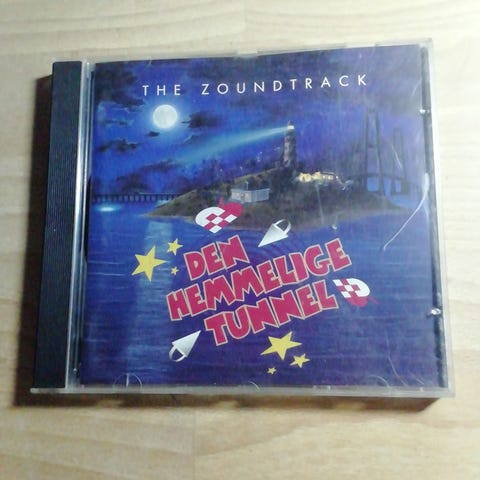 THE ZOUNDTRACK
DEN
HEMMELIGE
TUNNEL